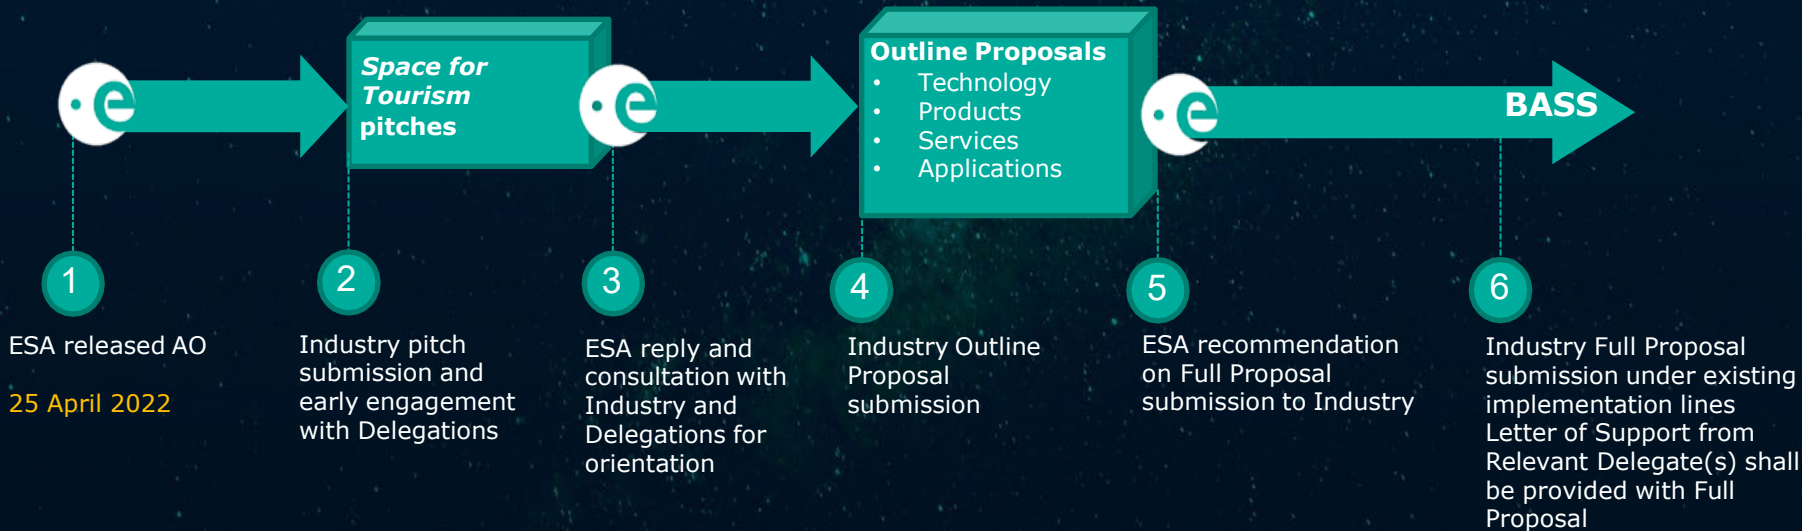 Space for
Tourism
pitches
Outline Proposals
• Technology
• Products
• Services
• Applications
BASS
1
2
3
4
5
6
ESA released AO
25 April 2022
Industry pitch
submission and
early engagement
with Delegations
ESA reply and
consultation with
Industry and
Delegations for
orientation
Industry Outline
Proposal
submission
ESA recommendation
on Full Proposal
submission to Industry
Industry Full Proposal
submission under existing
implementation lines
Letter of Support from
Relevant Delegate(s) shall
be provided with Full
Proposal